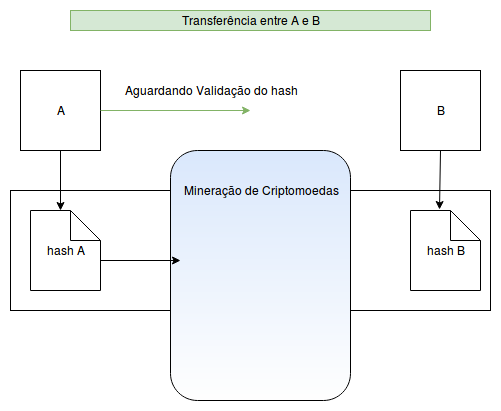 Transferência entre A e B
Aguardando Validação do hash
A
B
Mineração de Criptomoedas
hash A
hash B